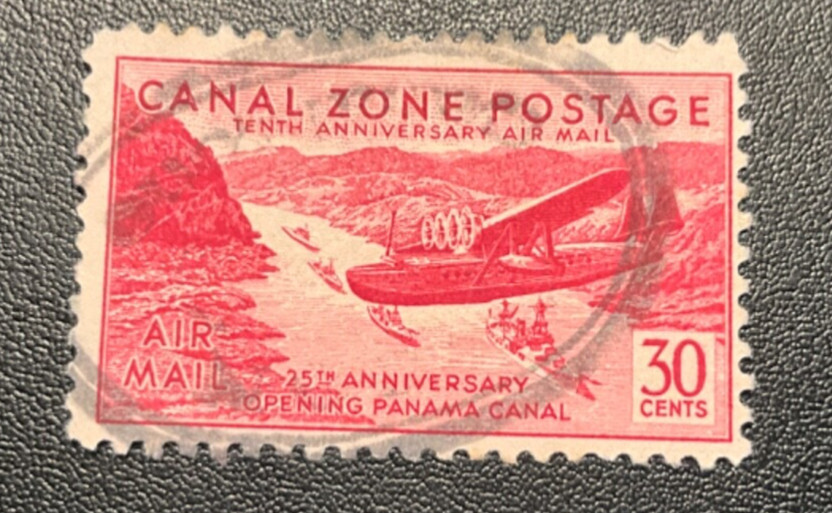 CANAL ZONE POSTAGE
TENTH ANNIVERSARY AIR MAIL
AIR
MAIL
25TH ANNIVERSARY
OPENING PANAMA CANAL
30
CENTS